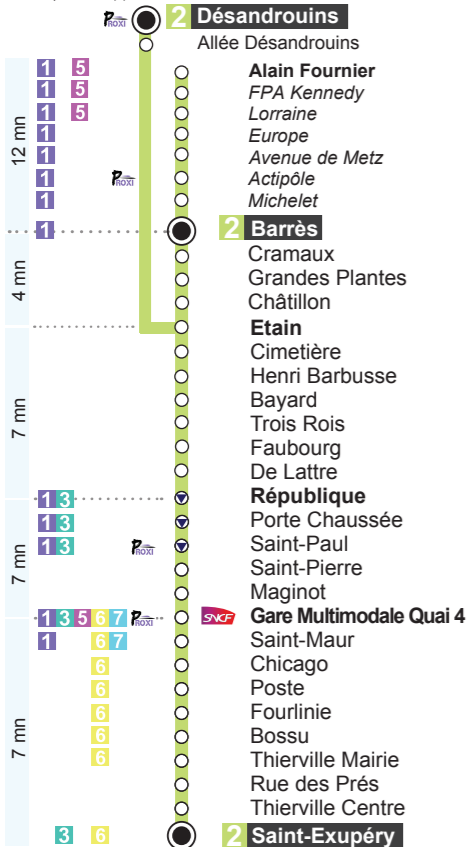 PROXI 2 Désandrouins
Allée Désandrouins
1 5 Alain Fournier
1 5 FPA Kennedy
1 5 Lorraine
1 Europe
1 Avenue de Metz
1 PROXI Actipôle
1 Michelet
12 mn
1 2 Barrès
Cramaux
Grandes Plantes
Châtillon
4 mn
Etain
Cimetière
Henri Barbusse
Bayard
Trois Rois
Faubourg
De Lattre
7 mn
1 3 République
1 3 Porte Chaussée
1 3 PROXI Saint-Paul
Saint-Pierre
Maginot
7 mn
1 3 5 6 7 PROXI SNCF Gare Multimodale Quai 4
1 6 7 Saint-Maur
6 Chicago
6 Poste
6 Fourlinie
6 Bossu
6 Thierville Mairie
Rue des Prés
Thierville Centre
7 mn
3 6 2 Saint-Exupéry